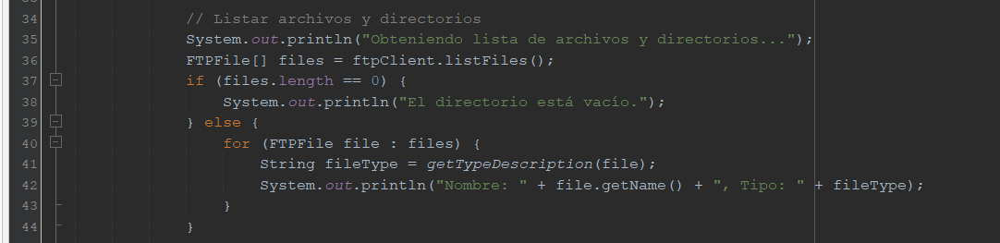 34 // Listar archivos y directorios
35 System.out.println("Obteniendo lista de archivos y directorios...");
36 FTPFile[] files = ftpClient.listFiles();
37 if (files.length == 0) {
38 System.out.println("El directorio está vacío.");
39 } else {
40 for (FTPFile file : files) {
41 String fileType = getTypeDescription(file);
42 System.out.println("Nombre: " + file.getName() + ", Tipo: " + fileType);
43 }
44 }